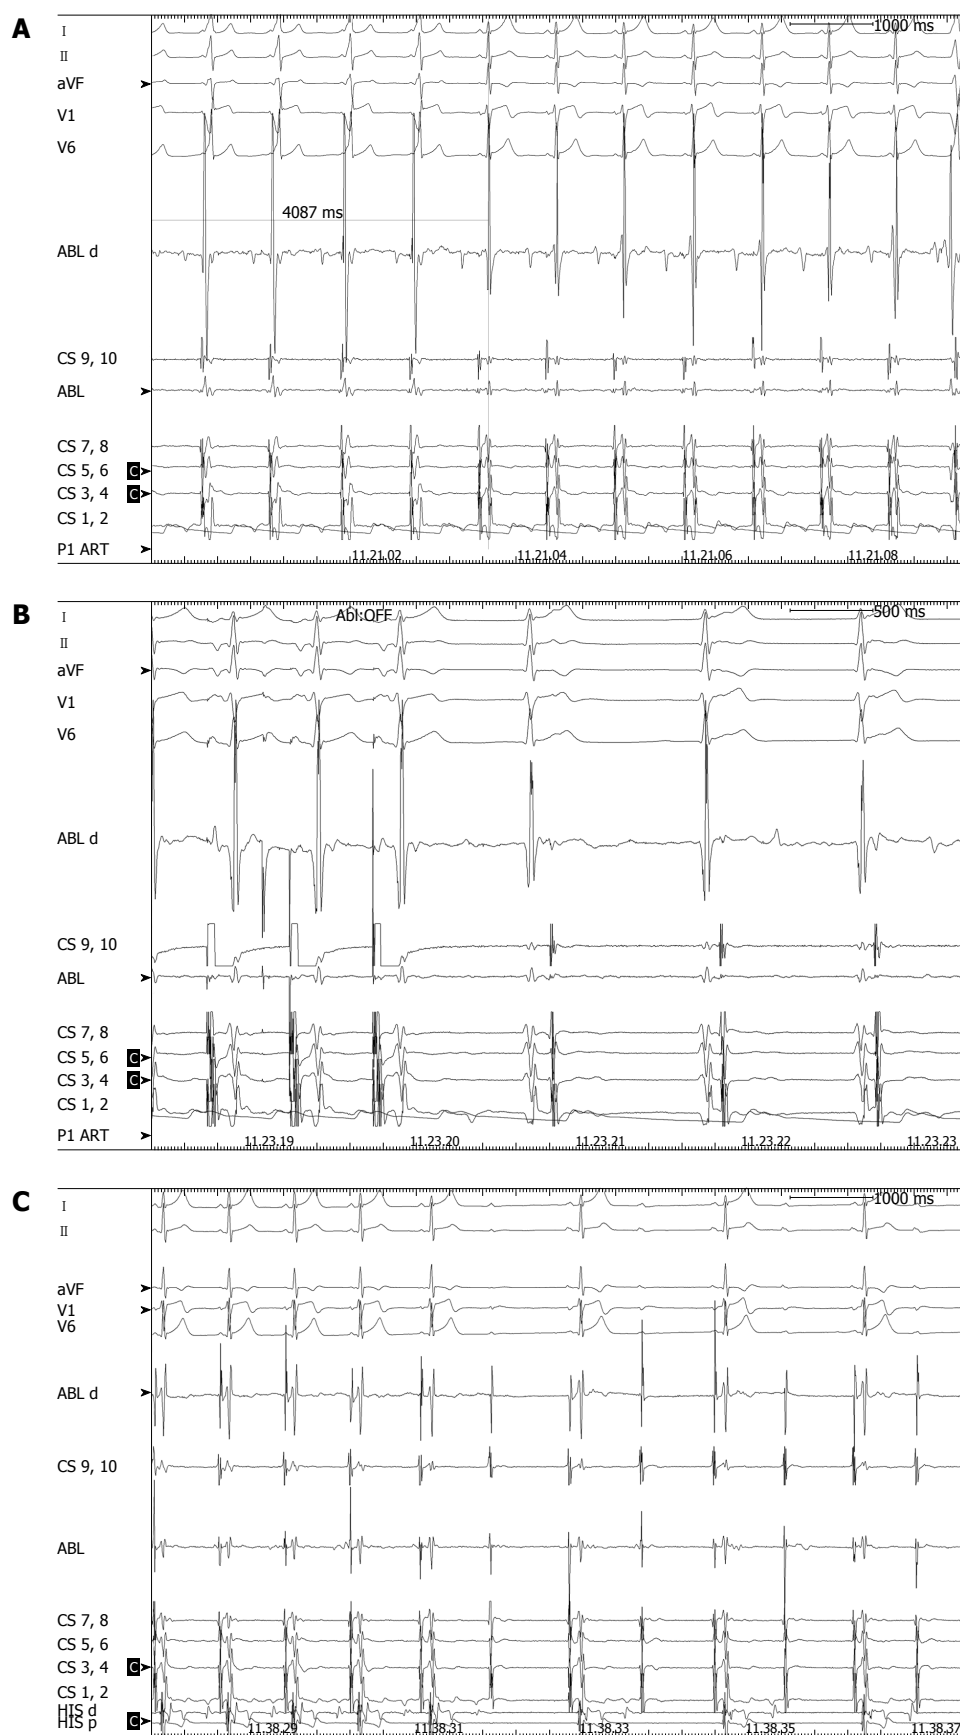 A
I
1000 ms
II
aVF
V1
V6
4087 ms
ABL d
CS 9, 10
ABL
CS 7, 8
CS 5, 6 C
CS 3, 4 C
CS 1, 2
P1 ART
11.21.02 11.21.04 11.21.06 11.21.08
B
I Abl:OFF 500 ms
II
aVF
V1
V6
ABL d
CS 9, 10
ABL
CS 7, 8
CS 5, 6 C
CS 3, 4 C
CS 1, 2
P1 ART
11.23.19 11.23.20 11.23.21 11.23.22 11.23.23
C
I 1000 ms
II
aVF
V1
V6
ABL d
CS 9, 10
ABL
CS 7, 8
CS 5, 6
CS 3, 4 C
CS 1, 2
HIS d
HIS p C
11.38.29 11.38.31 11.38.33 11.38.35 11.38.37